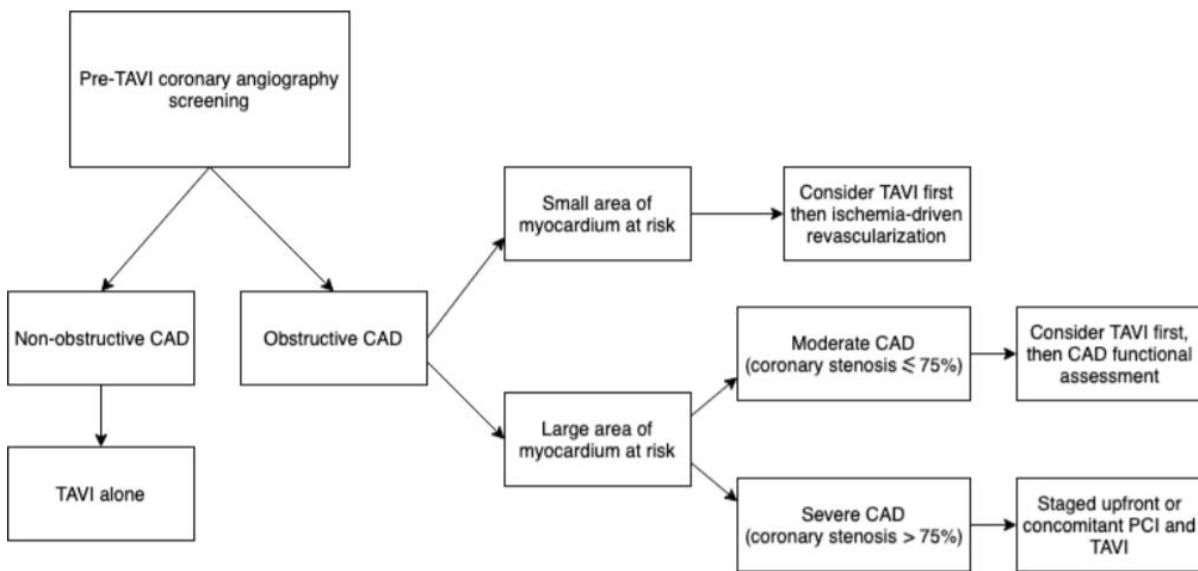 Pre-TAVI coronary angiography
screening
Non-obstructive CAD
TAVI alone
Obstructive CAD
Small area of
myocardium at risk
Consider TAVI first
then ischemia-driven
revascularization
Large area of
myocardium at risk
Moderate CAD
(coronary stenosis ⩽ 75%)
Consider TAVI first,
then CAD functional
assessment
Severe CAD
(coronary stenosis > 75%)
Staged upfront or
concomitant PCI and
TAVI